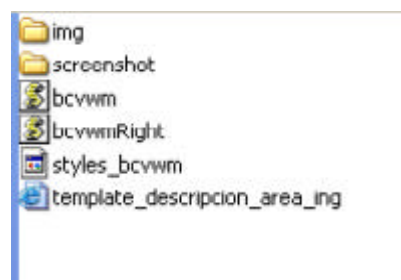 img
screenshot
bcvwm
bcvwmRight
styles_bcvwm
template_descripcion_area_ing